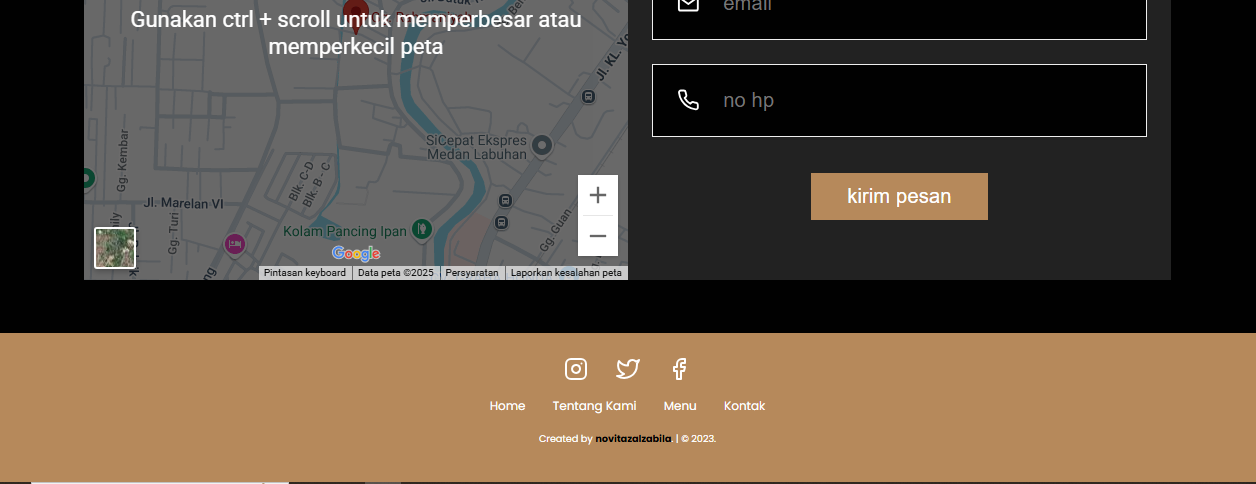 Gunakan ctrl + scroll untuk memperbesar atau
memperkecil peta
email
no hp
Jl. KL. Yo
SiCepat Ekspres
Medan Labuhan
Gg. Kembar
Blk. C-D
Blk. B - C
Jl. Marelan VI
Gg. Turi
Gg. Guan
Kolam Pancing Ipan
kirim pesan
Google
Pintasan keyboard
Data peta ©2025
Persyaratan
Laporkan kesalahan peta
Home Tentang Kami Menu Kontak
Created by novitazalzabila. | © 2023.